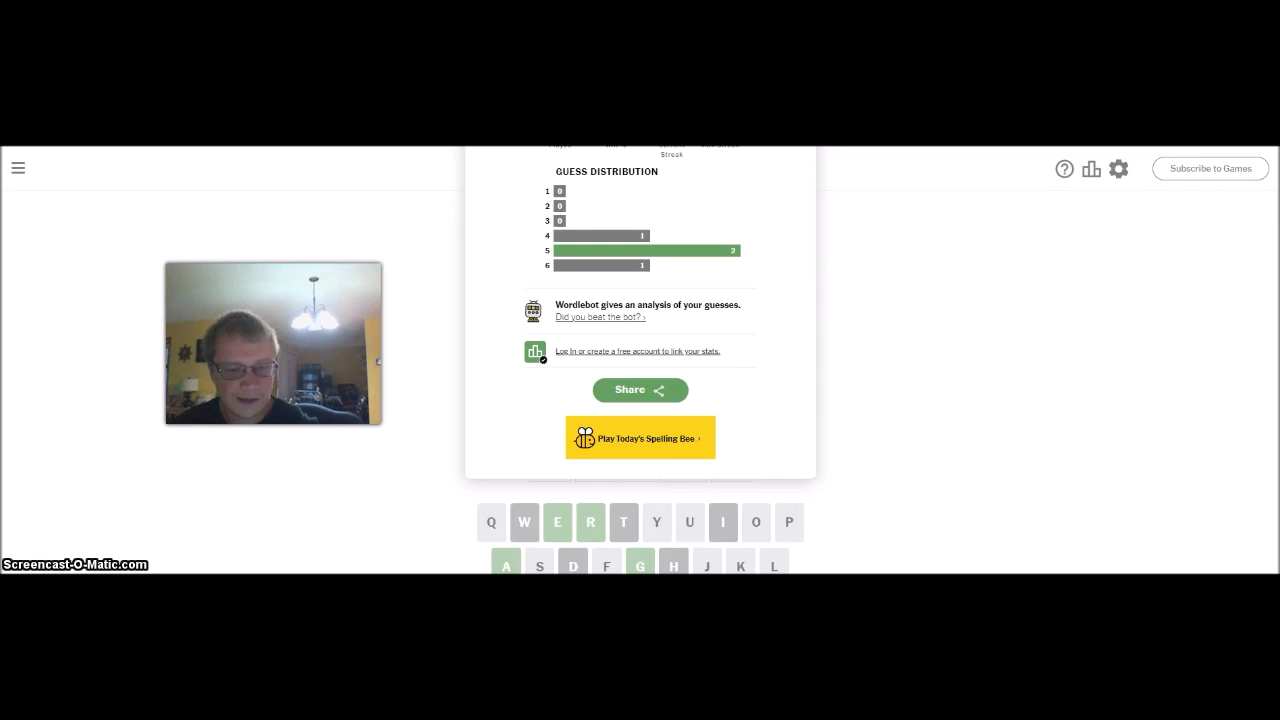 Streak
Subscribe to Games
GUESS DISTRIBUTION
1 0
2 0
3 0
4 1
5 2
6 1
Wordlebot gives an analysis of your guesses.
Did you beat the bot? ›
Log In or create a free account to link your stats.
Share
Play Today's Spelling Bee ›
Q W E R T Y U I O P
A S D F G H J K L
Screencast-O-Matic.com